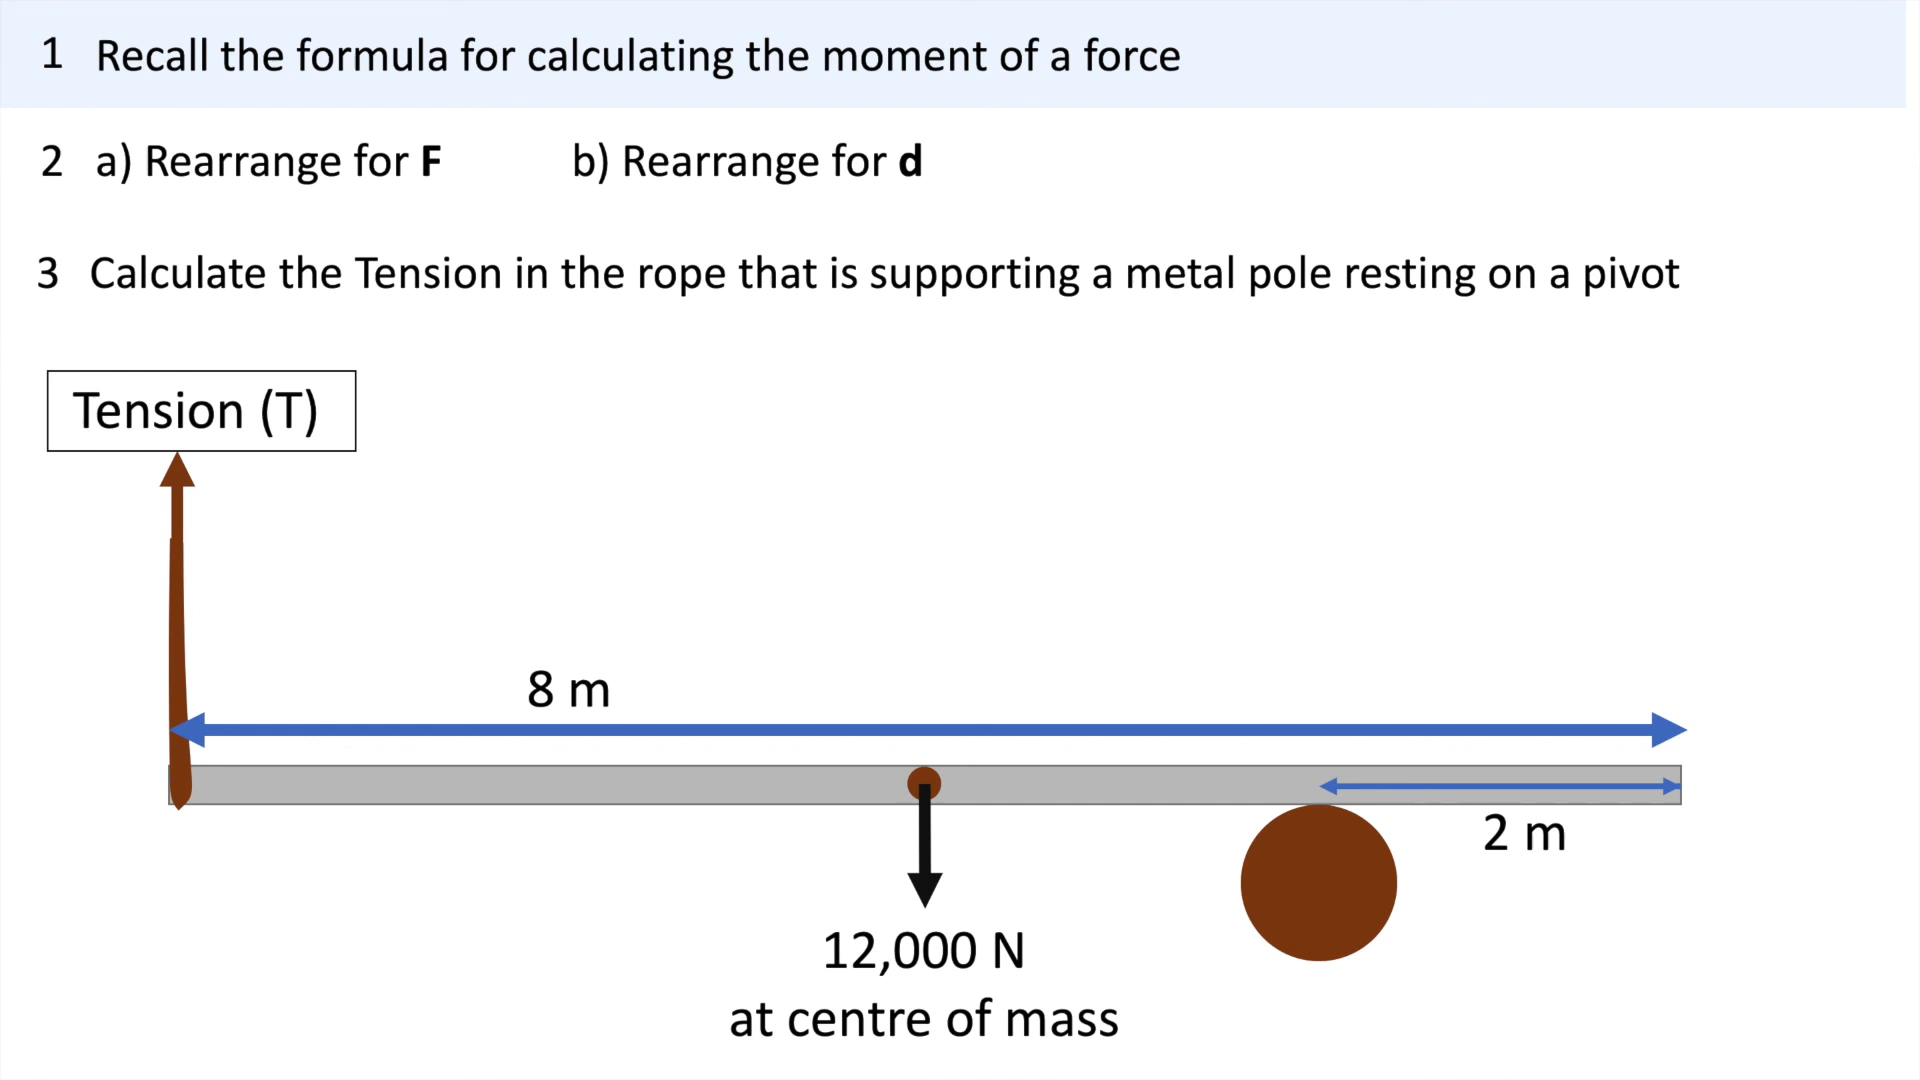 1 Recall the formula for calculating the moment of a force
2 a) Rearrange for F b) Rearrange for d
3 Calculate the Tension in the rope that is supporting a metal pole resting on a pivot
Tension (T)
8 m
2 m
12,000 N
at centre of mass